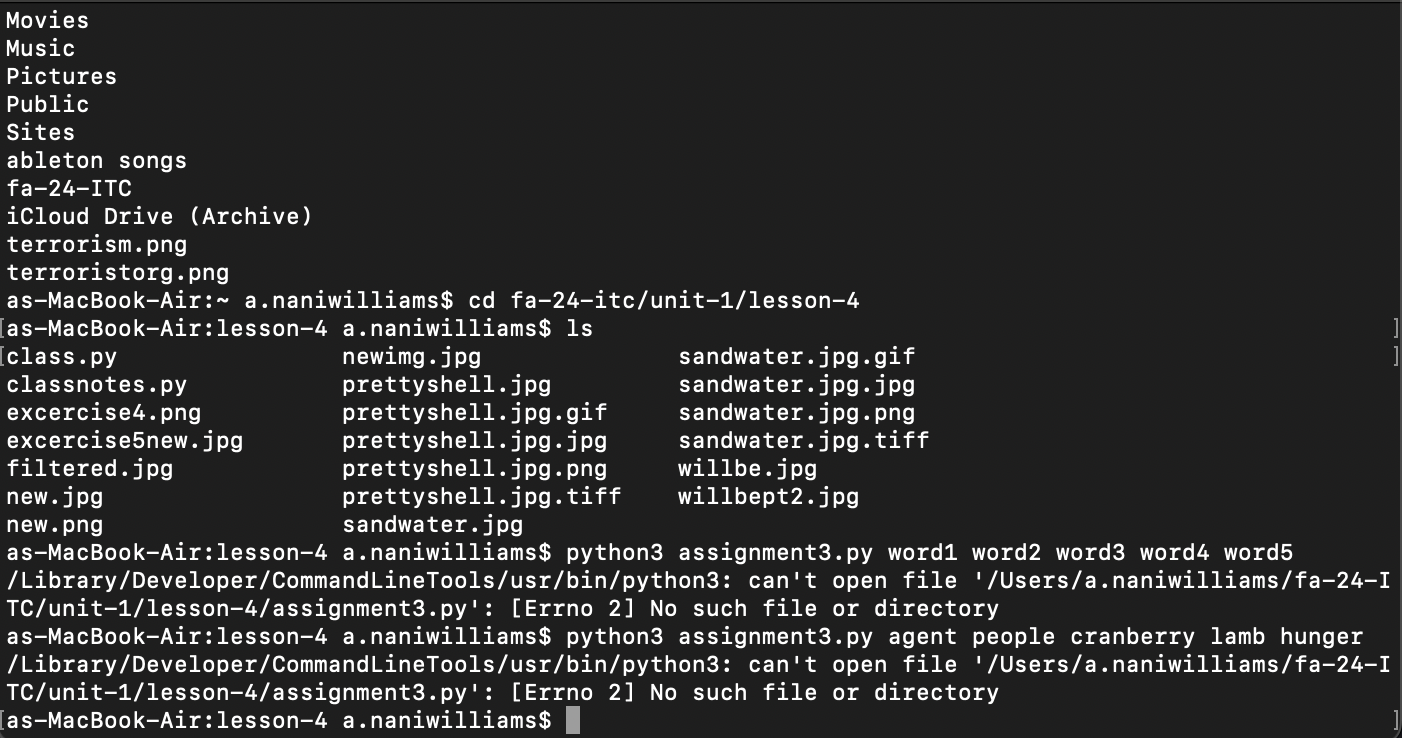 Movies
Music
Pictures
Public
Sites
ableton songs
fa-24-ITC
iCloud Drive (Archive)
terrorism.png
terroristorg.png
as-MacBook-Air:~ a.naniwilliams$ cd fa-24-itc/unit-1/lesson-4
[as-MacBook-Air:lesson-4 a.naniwilliams$ ls ]
[class.py newimg.jpg sandwater.jpg.gif ]
classnotes.py prettyshell.jpg sandwater.jpg.jpg
excercise4.png prettyshell.jpg.gif sandwater.jpg.png
excercise5new.jpg prettyshell.jpg.jpg sandwater.jpg.tiff
filtered.jpg prettyshell.jpg.png willbe.jpg
new.jpg prettyshell.jpg.tiff willbept2.jpg
new.png sandwater.jpg
as-MacBook-Air:lesson-4 a.naniwilliams$ python3 assignment3.py word1 word2 word3 word4 word5
/Library/Developer/CommandLineTools/usr/bin/python3: can't open file '/Users/a.naniwilliams/fa-24-I
TC/unit-1/lesson-4/assignment3.py': [Errno 2] No such file or directory
as-MacBook-Air:lesson-4 a.naniwilliams$ python3 assignment3.py agent people cranberry lamb hunger
/Library/Developer/CommandLineTools/usr/bin/python3: can't open file '/Users/a.naniwilliams/fa-24-I
TC/unit-1/lesson-4/assignment3.py': [Errno 2] No such file or directory
[as-MacBook-Air:lesson-4 a.naniwilliams$ ]